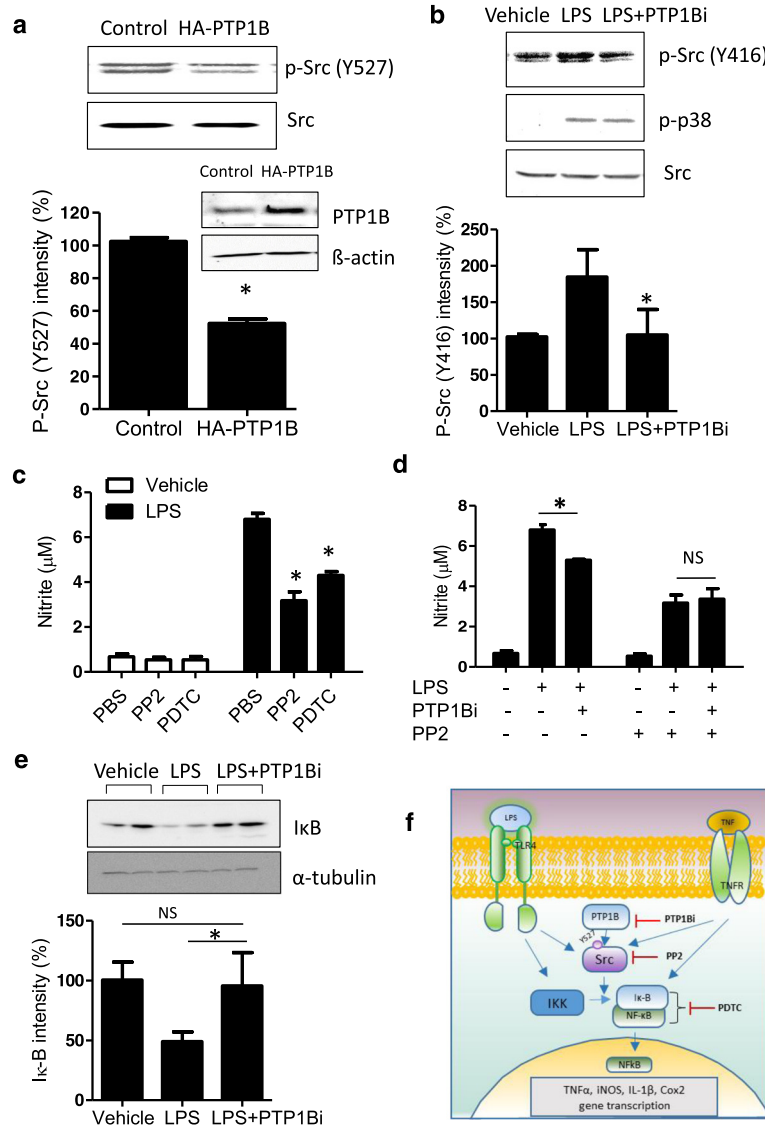 a
Control HA-PTP1B
p-Src (Y527)
Src
Control HA-PTP1B
PTP1B
ß-actin
P-Src (Y527) intensity (%)
120
100
80
60
40
20
0
*
Control HA-PTP1B
b
Vehicle LPS LPS+PTP1Bi
p-Src (Y416)
p-p38
Src
P-Src (Y416) intesnsity (%)
250
200
150
100
50
0
*
Vehicle LPS LPS+PTP1Bi
c
Vehicle
LPS
Nitrite (µM)
8
6
4
2
0
* *
PBS PP2 PDTC PBS PP2 PDTC
d
Nitrite (µM)
8
6
4
2
0
*
NS
LPS - + + - + +
PTP1Bi - - + - - +
PP2 - - - + + +
e
Vehicle LPS LPS+PTP1Bi
IκB
α-tubulin
Iκ-B intensity (%)
150
100
50
0
NS
*
Vehicle LPS LPS+PTP1Bi
f
LPS
TLR4
TNF
TNFR
PTP1B
PTP1Bi
Y527
Src
PP2
IKK
Iκ-B
NF-κB
PDTC
NFkB
TNFα, iNOS, IL-1β, Cox2
gene transcription